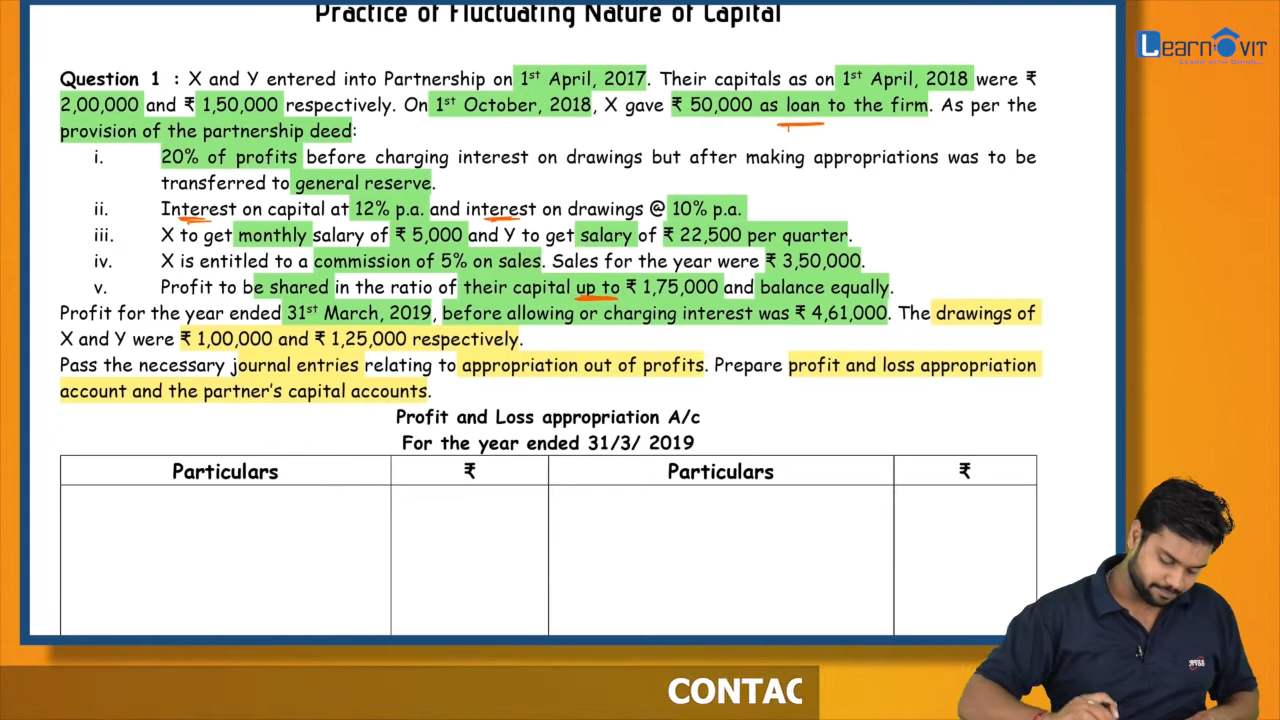 Practice of Fluctuating Nature of Capital
Learn VIT
LEARN WITH DOING...
Question 1 : X and Y entered into Partnership on 1st April, 2017. Their capitals as on 1st April, 2018 were ₹
2,00,000 and ₹ 1,50,000 respectively. On 1st October, 2018, X gave ₹ 50,000 as loan to the firm. As per the
provision of the partnership deed:
i. 20% of profits before charging interest on drawings but after making appropriations was to be
transferred to general reserve.
ii. Interest on capital at 12% p.a. and interest on drawings @ 10% p.a.
iii. X to get monthly salary of ₹ 5,000 and Y to get salary of ₹ 22,500 per quarter.
iv. X is entitled to a commission of 5% on sales. Sales for the year were ₹ 3,50,000.
v. Profit to be shared in the ratio of their capital up to ₹ 1,75,000 and balance equally.
Profit for the year ended 31st March, 2019, before allowing or charging interest was ₹ 4,61,000. The drawings of
X and Y were ₹ 1,00,000 and ₹ 1,25,000 respectively.
Pass the necessary journal entries relating to appropriation out of profits. Prepare profit and loss appropriation
account and the partner's capital accounts.
Profit and Loss appropriation A/c
For the year ended 31/3/ 2019
Particulars ₹ Particulars ₹
CONTAC